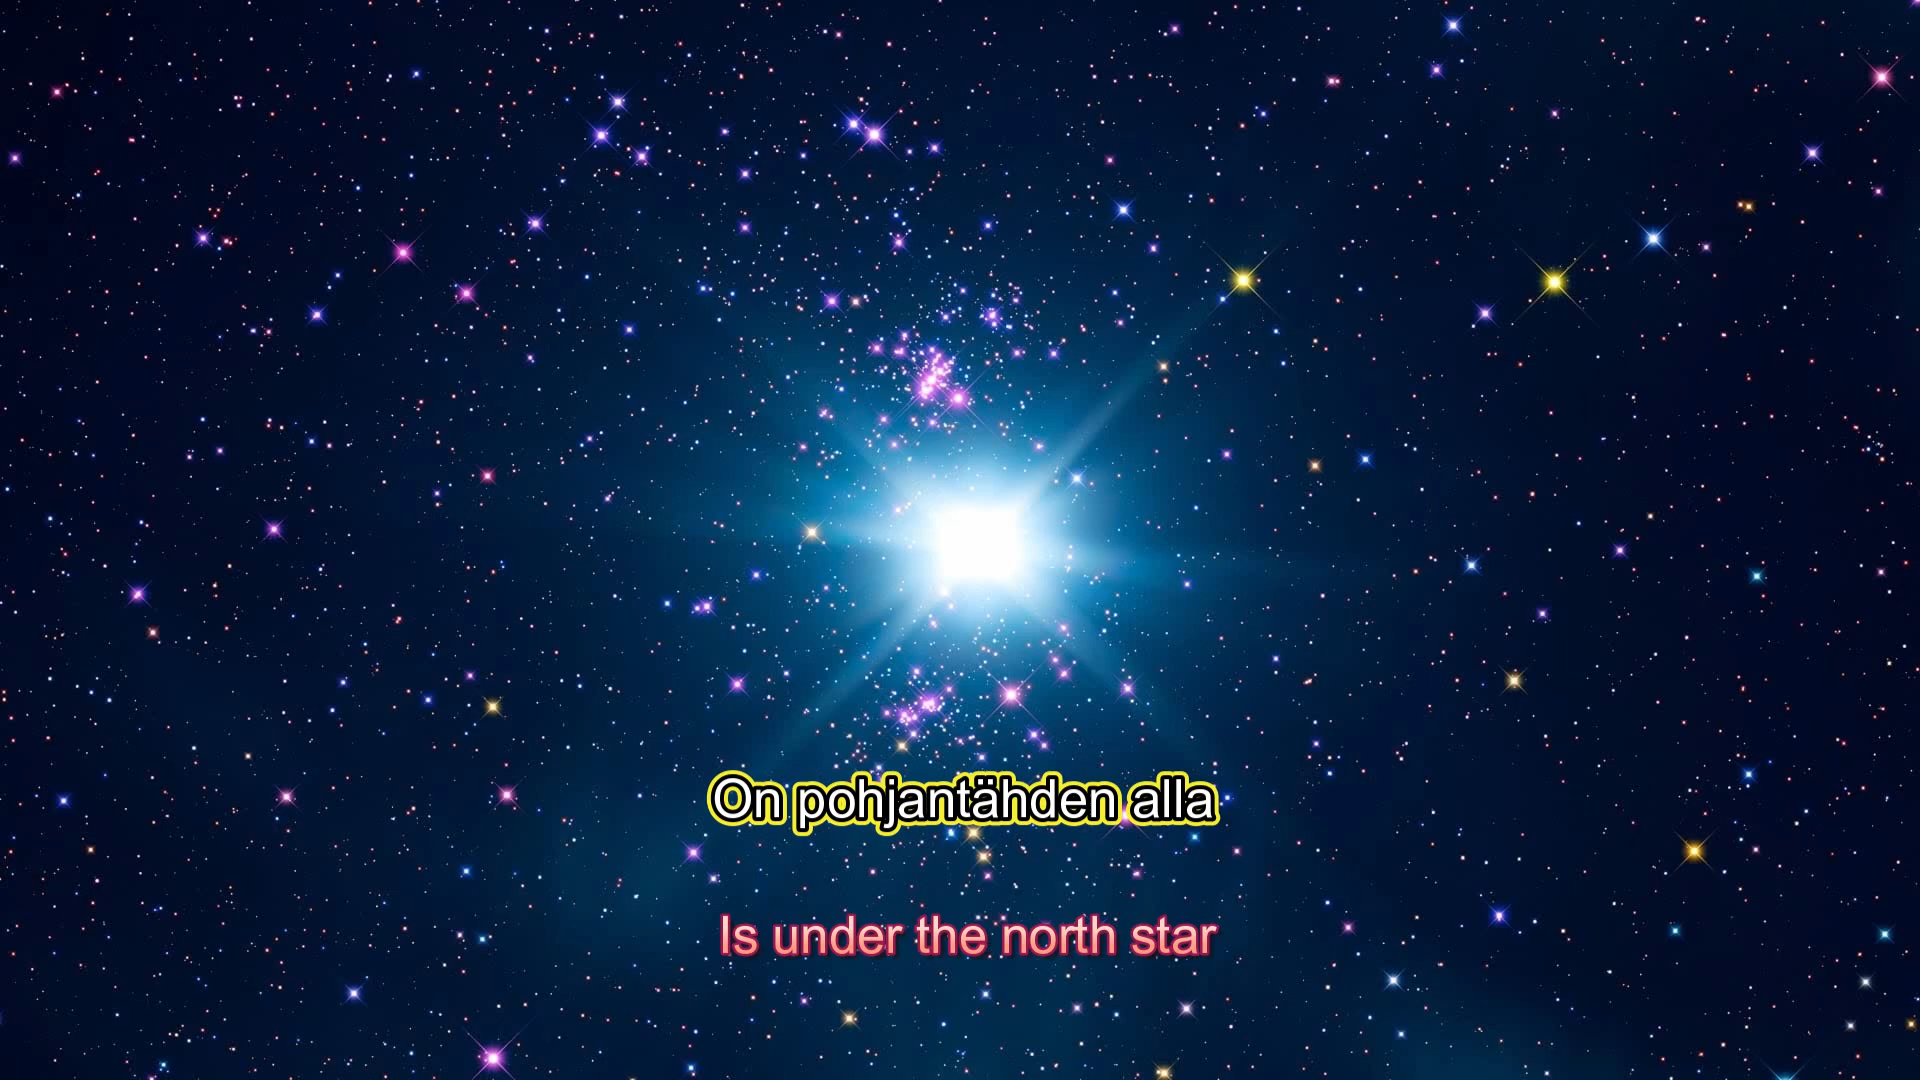 On pohjantähden alla
Is under the north star